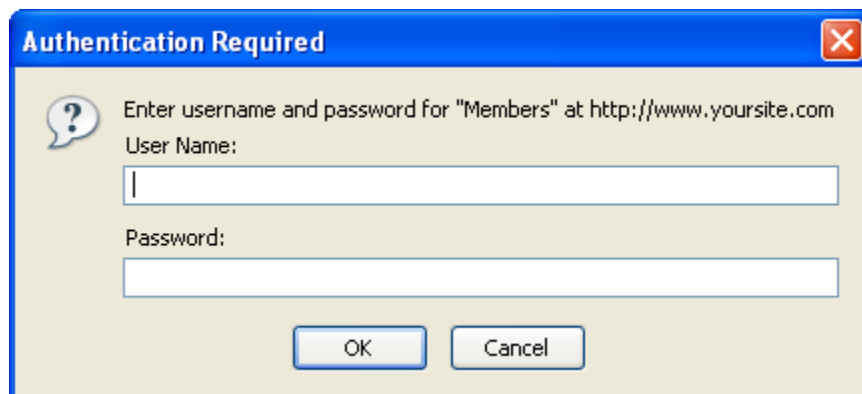 Authentication Required
Enter username and password for "Members" at http://www.yoursite.com
User Name:
Password:
OK
Cancel